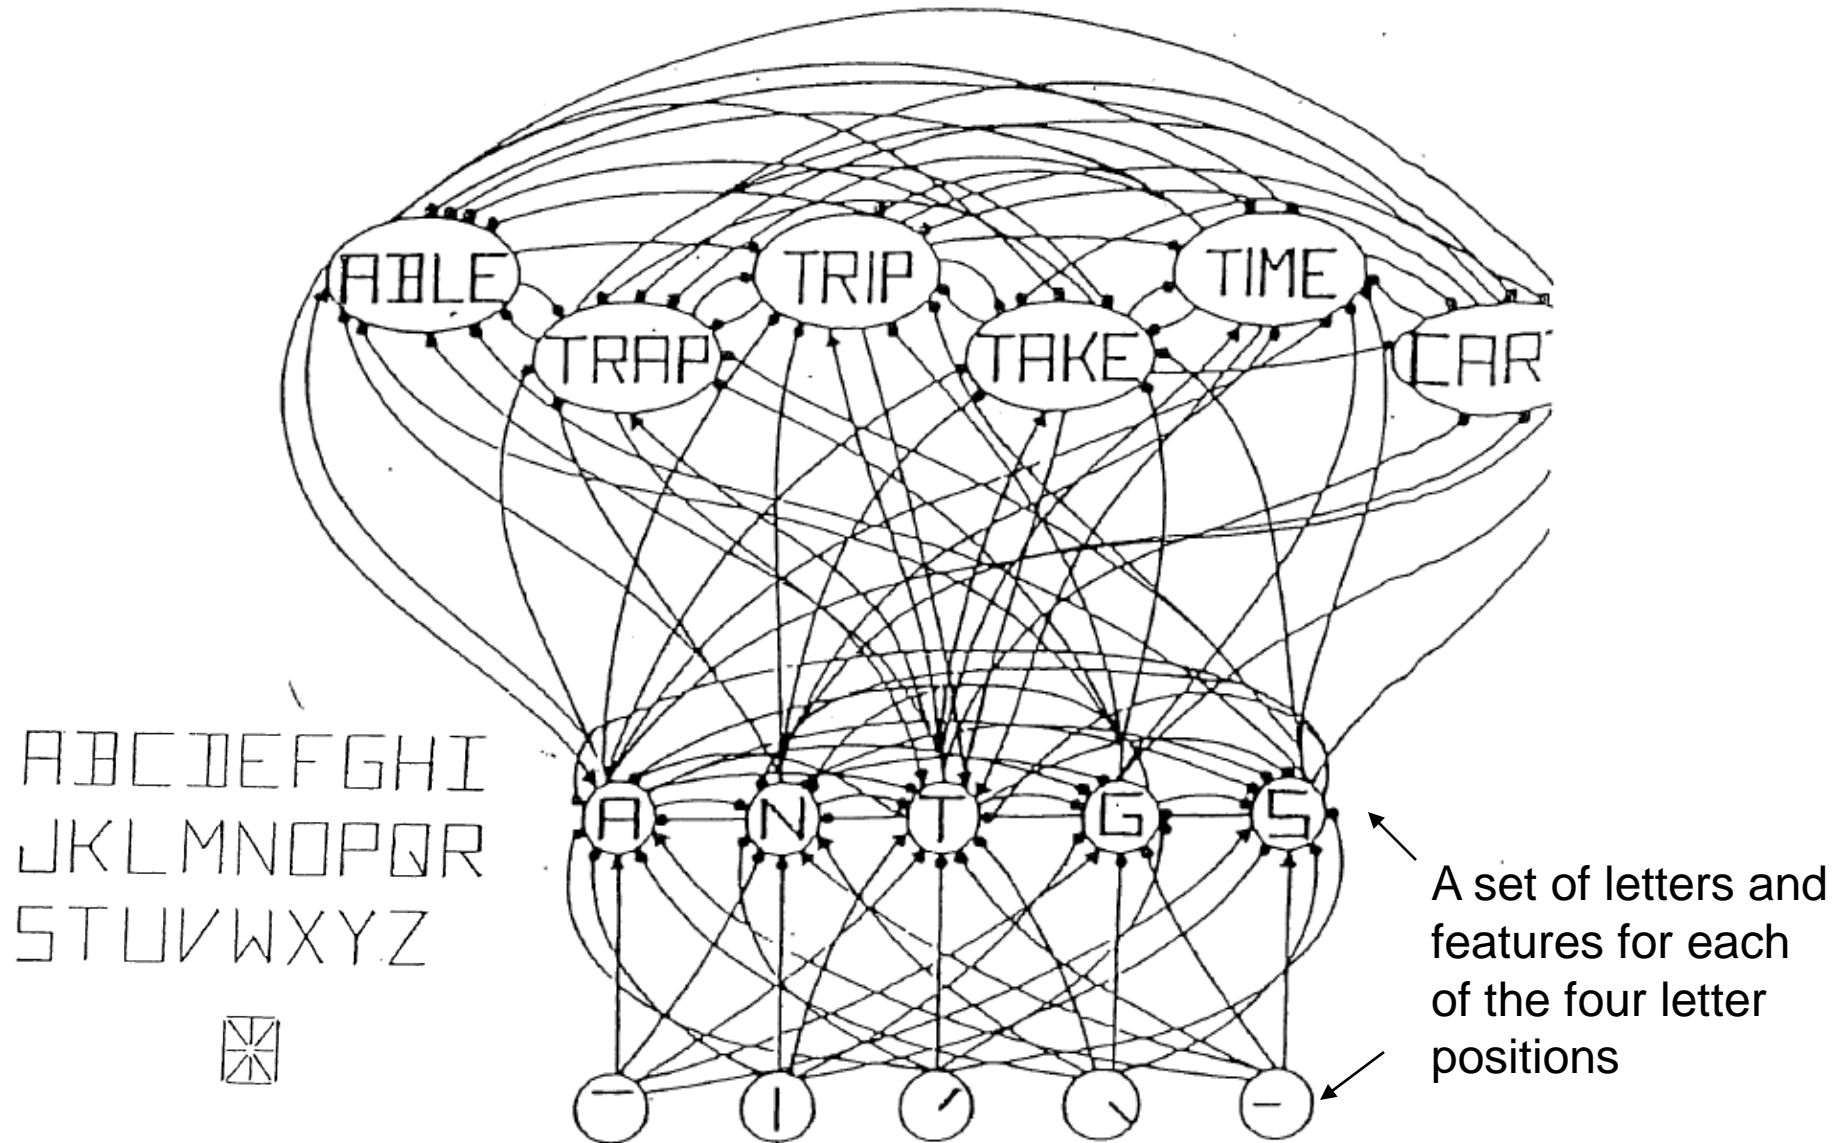 ABLE TRIP TIME
TRAP TAKE CAR
A N T G S
ABCDEFGHI
JKLMNOPQR
STUVWXYZ
A set of letters and
features for each
of the four letter
positions